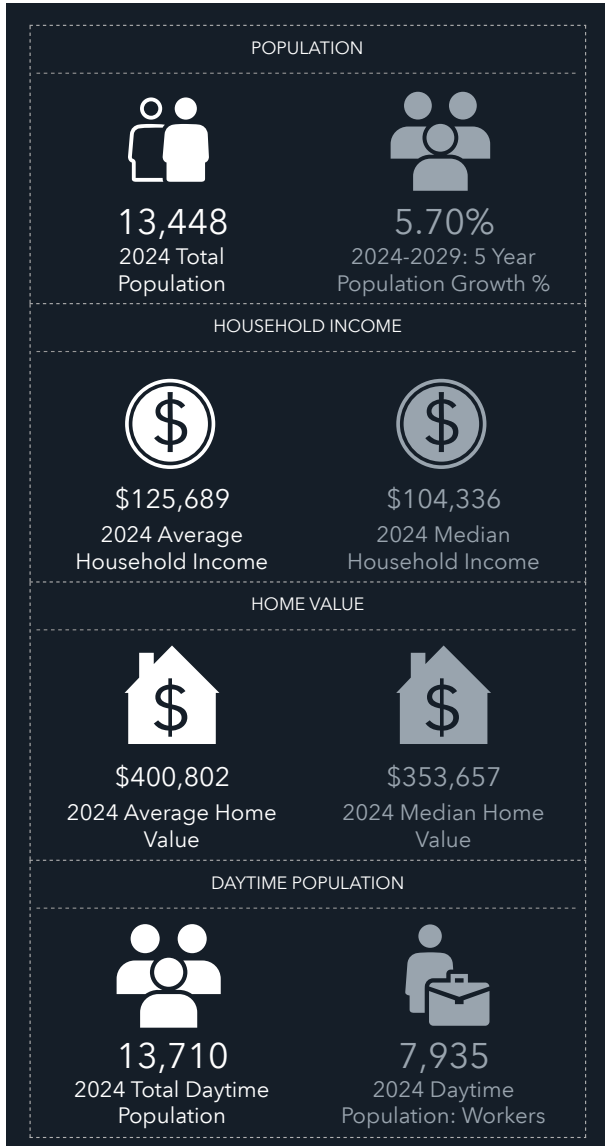 POPULATION
13,448
2024 Total
Population
5.70%
2024-2029: 5 Year
Population Growth %
HOUSEHOLD INCOME
$
$125,689
2024 Average
Household Income
$
$104,336
2024 Median
Household Income
HOME VALUE
$
$400,802
2024 Average Home
Value
$
$353,657
2024 Median Home
Value
DAYTIME POPULATION
13,710
2024 Total Daytime
Population
7,935
2024 Daytime
Population: Workers